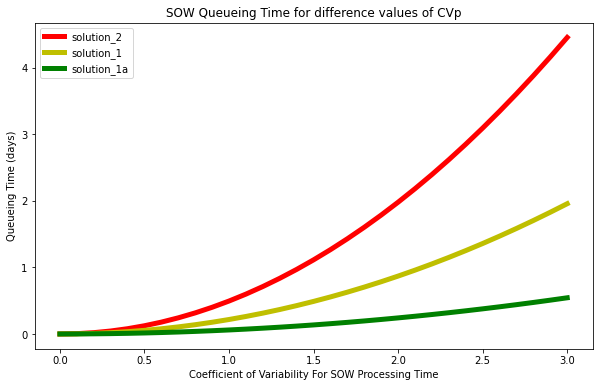 SOW Queueing Time for difference values of CVp
solution_2
solution_1
solution_1a
Queueing Time (days)
4
3
2
1
0
0.0 0.5 1.0 1.5 2.0 2.5 3.0
Coefficient of Variability For SOW Processing Time